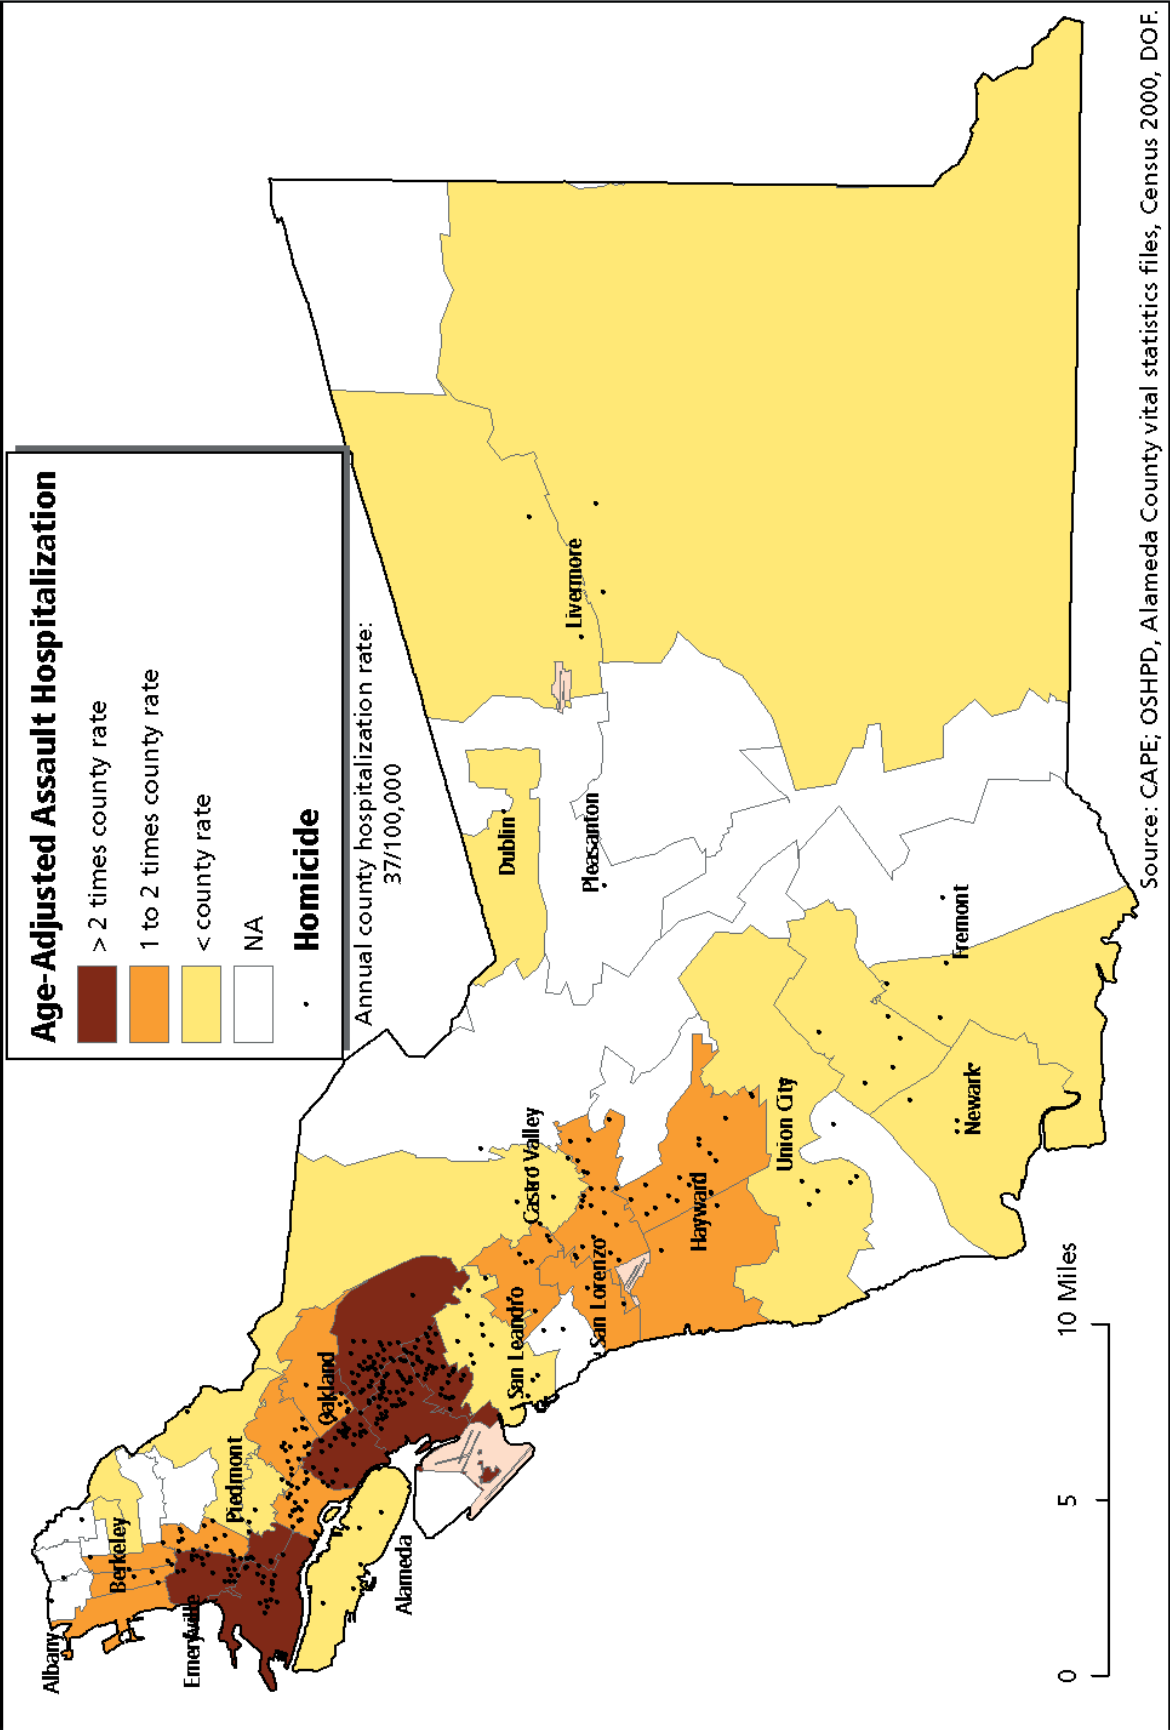 Age-Adjusted Assault Hospitalization
> 2 times county rate
1 to 2 times county rate
< county rate
NA
Homicide
Annual county hospitalization rate:
37/100,000
Albany
Berkeley
Emeryville
Piedmont
Oakland
Alameda
San Leandro
Castro Valley
San Lorenzo
Hayward
Union City
Dublin
Pleasanton
Livermore
Fremont
Newark
0
5
10 Miles
Source: CAPE; OSHPD, Alameda County vital statistics files, Census 2000, DOF.